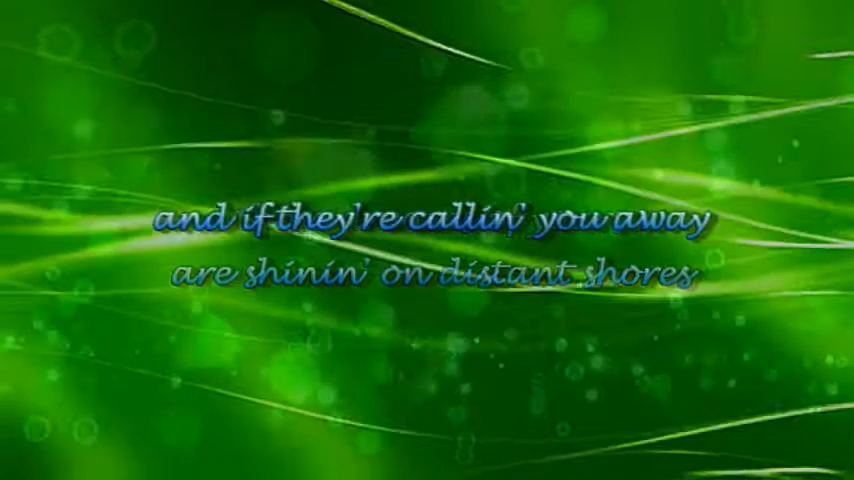 and if they're callin' you away
are shinin' on distant shores